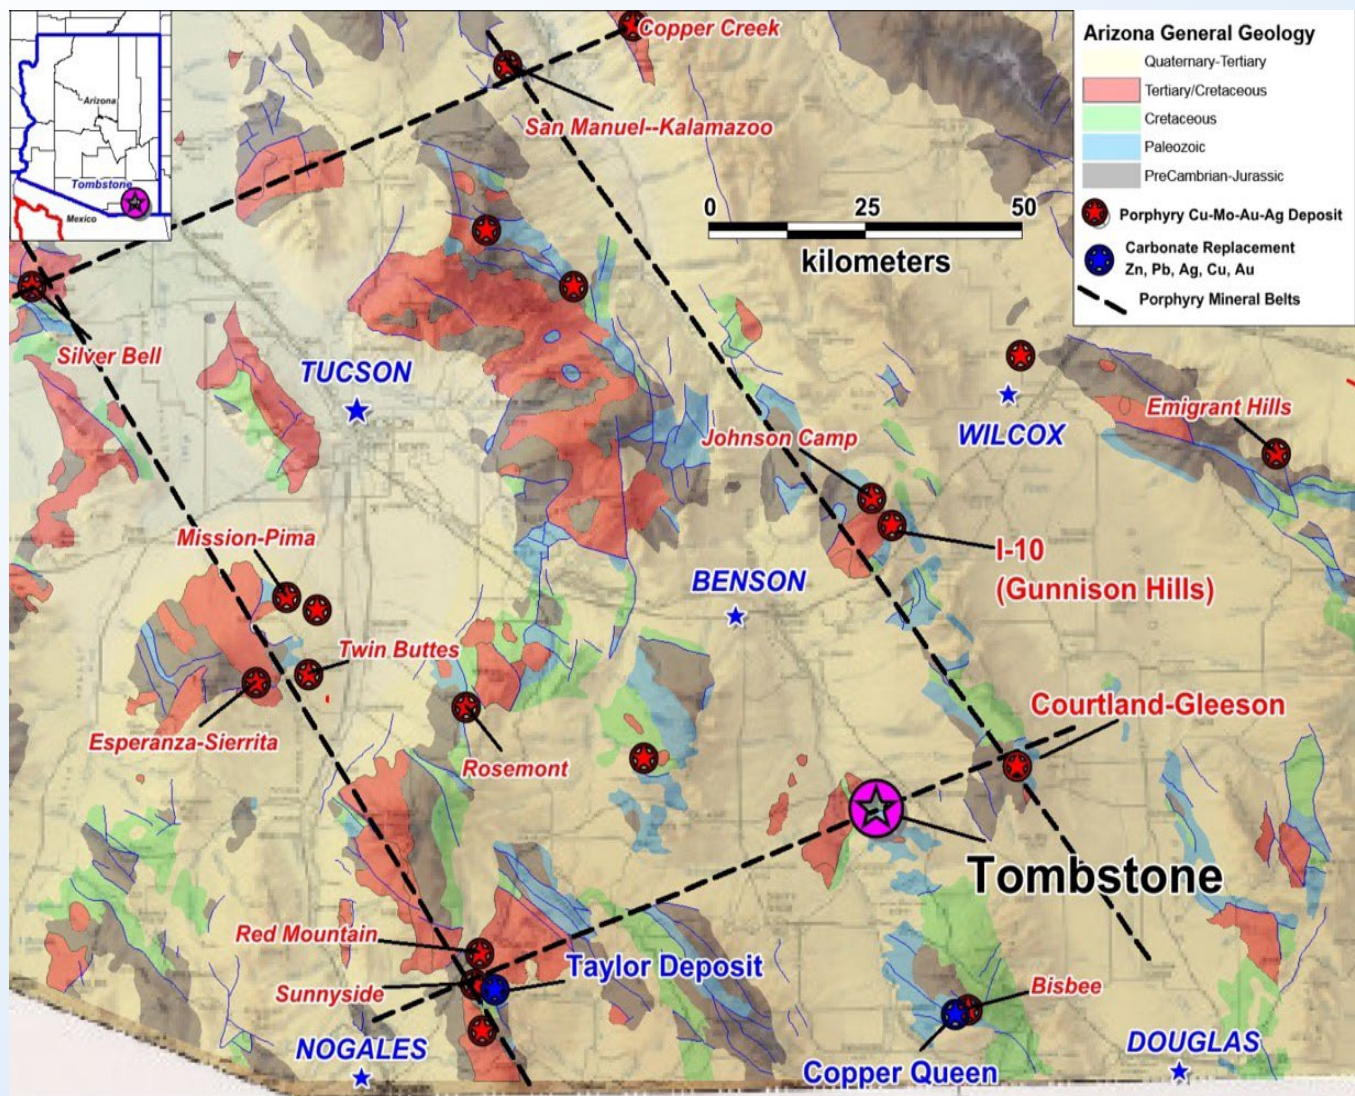 Copper Creek
San Manuel--Kalamazoo
Arizona
Tombstone
Mexico
Arizona General Geology
Quaternary-Tertiary
Tertiary/Cretaceous
Cretaceous
Paleozoic
PreCambrian-Jurassic
Porphyry Cu-Mo-Au-Ag Deposit
Carbonate Replacement
Zn, Pb, Ag, Cu, Au
Porphyry Mineral Belts
0 25 50
kilometers
Silver Bell
TUCSON
WILCOX
Emigrant Hills
Johnson Camp
Mission-Pima
I-10
(Gunnison Hills)
BENSON
Twin Buttes
Esperanza-Sierrita
Rosemont
Courtland-Gleeson
Tombstone
Red Mountain
Sunnyside
Taylor Deposit
Bisbee
NOGALES
Copper Queen
DOUGLAS